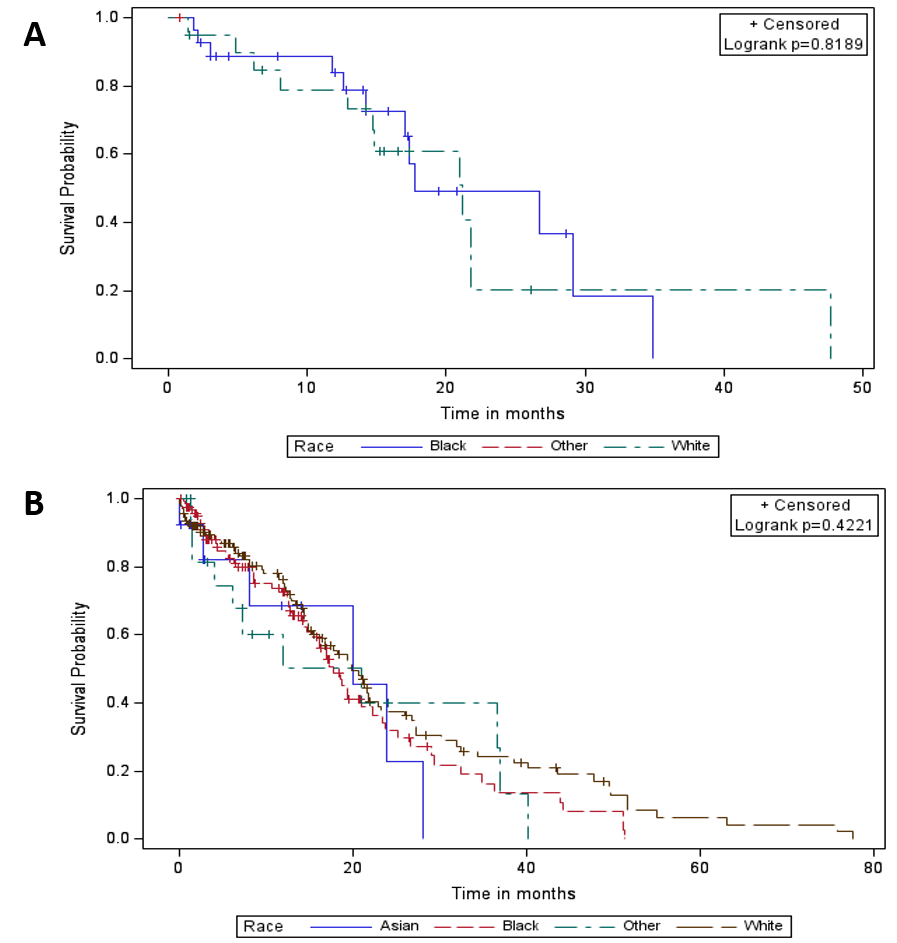 A
+ Censored
Logrank p=0.8189
1.0
0.8
0.6
0.4
0.2
0.0
Survival Probability
0 10 20 30 40 50
Time in months
Race Black Other White
B
+ Censored
Logrank p=0.4221
1.0
0.8
0.6
0.4
0.2
0.0
Survival Probability
0 20 40 60 80
Time in months
Race Asian Black Other White